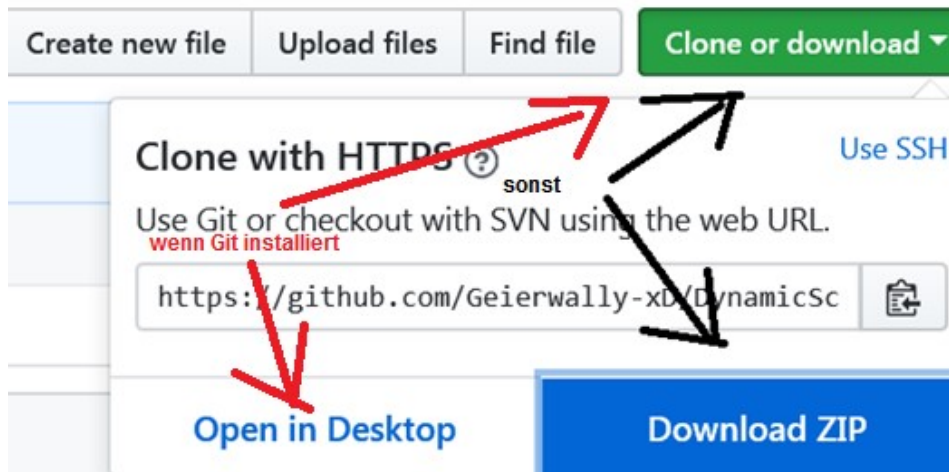 Create new file Upload files Find file Clone or download
Clone with HTTPS ? Use SSH
sonst
Use Git or checkout with SVN using the web URL.
wenn Git installiert
https://github.com/Geierwally-xD/DynamicSc
Open in Desktop Download ZIP